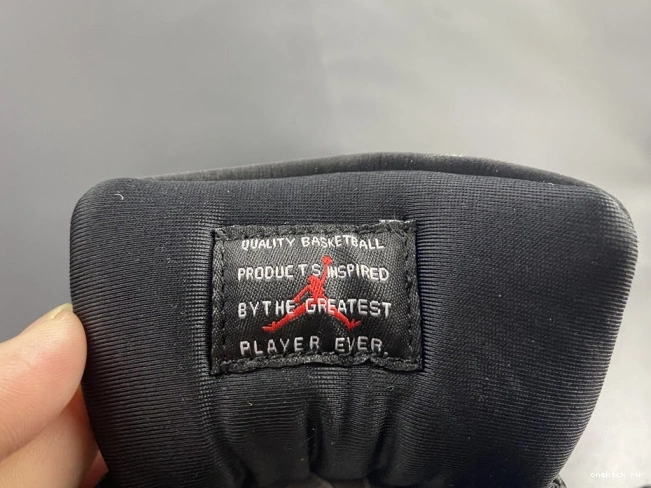 QUALITY BASKETBALL
PRODUCTS INSPIRED
BY THE GREATEST
PLAYER EVER.